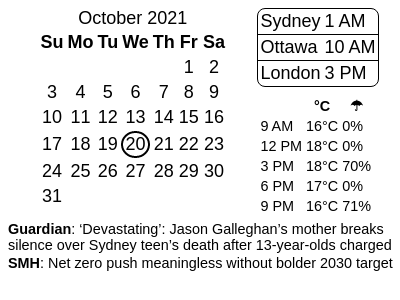 October 2021
Su Mo Tu We Th Fr Sa
1 2
3 4 5 6 7 8 9
10 11 12 13 14 15 16
17 18 19 20 21 22 23
24 25 26 27 28 29 30
31
Sydney 1 AM
Ottawa 10 AM
London 3 PM
°C ☂
9 AM 16°C 0%
12 PM 18°C 0%
3 PM 18°C 70%
6 PM 17°C 0%
9 PM 16°C 71%
Guardian: ‘Devastating’: Jason Galleghan’s mother breaks
silence over Sydney teen’s death after 13-year-olds charged
SMH: Net zero push meaningless without bolder 2030 target